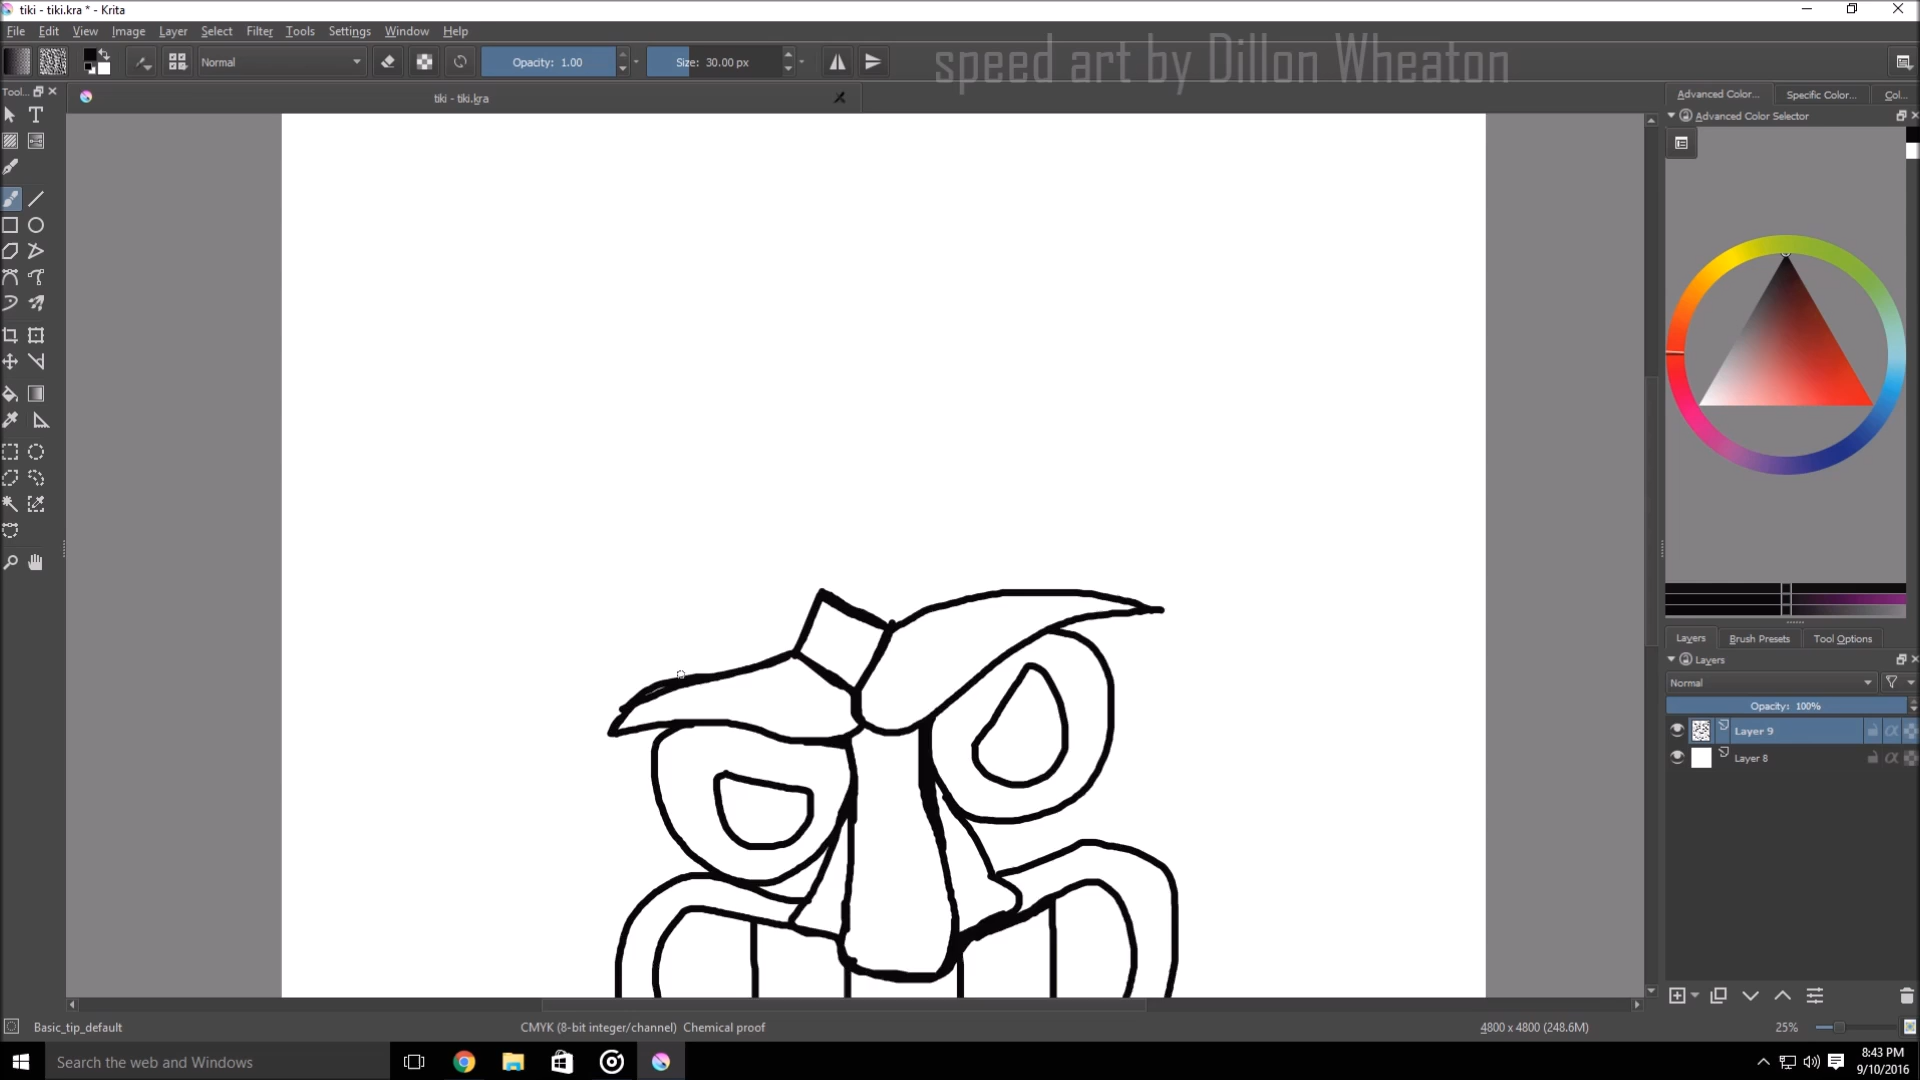 tiki - tiki.kra * - Krita
File Edit View Image Layer Select Filter Tools Settings Window Help
Normal Opacity: 1.00 Size: 30.00 px
speed art by Dillon Wheaton
Tool...
tiki - tiki.kra
Advanced Color... Specific Color... Col...
Advanced Color Selector
Layers Brush Presets Tool Options
Layers
Normal
Opacity: 100%
Layer 9
Layer 8
Basic_tip_default
CMYK (8-bit integer/channel) Chemical proof
4800 x 4800 (248.6M)
25%
Search the web and Windows
8:43 PM
9/10/2016